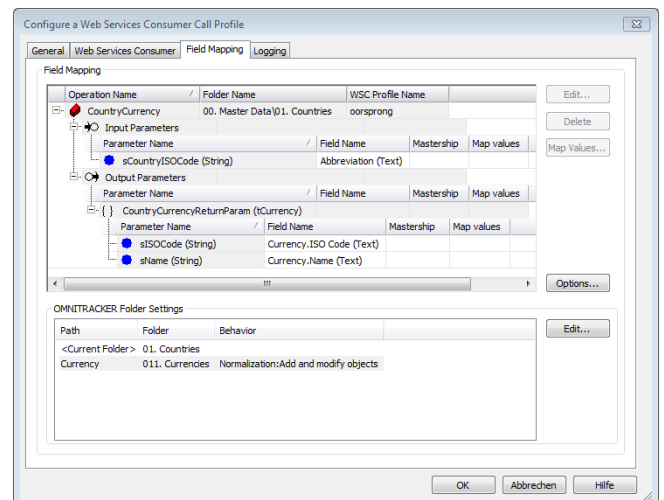 Configure a Web Services Consumer Call Profile
General Web Services Consumer Field Mapping Logging
Field Mapping
Operation Name Folder Name WSC Profile Name
CountryCurrency 00. Master Data\01. Countries oorsprong
Input Parameters
Parameter Name Field Name Mastership Map values
sCountryISOCode (String) Abbreviation (Text)
Output Parameters
Parameter Name Field Name Mastership Map values
{ } CountryCurrencyReturnParam (tCurrency)
Parameter Name Field Name Mastership Map values
sISOCode (String) Currency.ISO Code (Text)
sName (String) Currency.Name (Text)
Edit...
Delete
Map Values...
Options...
OMNITRACKER Folder Settings
Path Folder Behavior
<Current Folder> 01. Countries
Currency 011. Currencies Normalization:Add and modify objects
Edit...
OK Abbrechen Hilfe